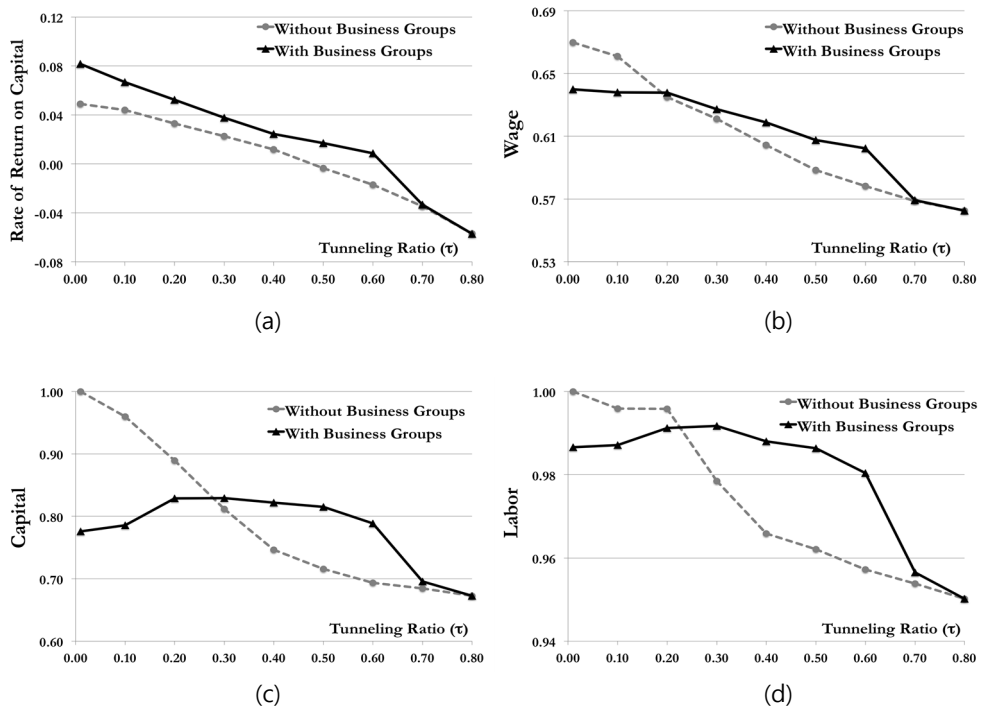 0.12
0.08
0.04
0.00
-0.04
-0.08
Rate of Return on Capital
Without Business Groups
With Business Groups
Tunneling Ratio (τ)
0.00 0.10 0.20 0.30 0.40 0.50 0.60 0.70 0.80
(a)
0.69
0.65
0.61
0.57
0.53
Wage
Without Business Groups
With Business Groups
Tunneling Ratio (τ)
0.00 0.10 0.20 0.30 0.40 0.50 0.60 0.70 0.80
(b)
1.00
0.90
0.80
0.70
0.60
Capital
Without Business Groups
With Business Groups
Tunneling Ratio (τ)
0.00 0.10 0.20 0.30 0.40 0.50 0.60 0.70 0.80
(c)
1.00
0.98
0.96
0.94
Labor
Without Business Groups
With Business Groups
Tunneling Ratio (τ)
0.00 0.10 0.20 0.30 0.40 0.50 0.60 0.70 0.80
(d)